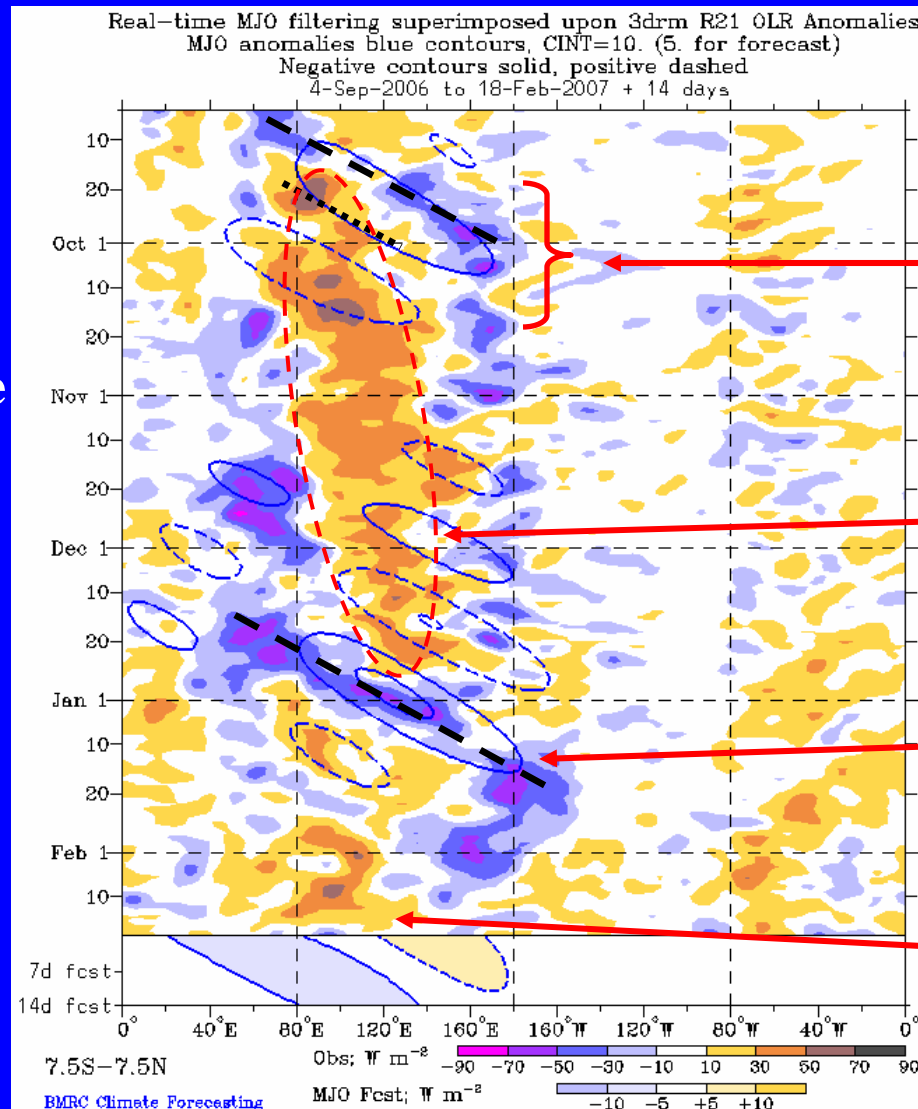 Real-time MJO filtering superimposed upon 3drm R21 OLR Anomalies
MJO anomalies blue contours, CINT=10. (5. for forecast)
Negative contours solid, positive dashed
4-Sep-2006 to 18-Feb-2007 + 14 days
10
20
Oct 1
10
20
e
Nov 1
10
20
Dec 1
10
20
Jan 1
10
20
Feb 1
10
7d fcst
14d fcst
0° 40°E 80°E 120°E 160°E 160°W 120°W 80°W 40°W 0°
7.5S-7.5N
Obs; W m⁻²
-90 -70 -50 -30 -10 10 30 50 70 90
BMRC Climate Forecasting
MJO Fcst; W m⁻²
-10 -5 +5 +10